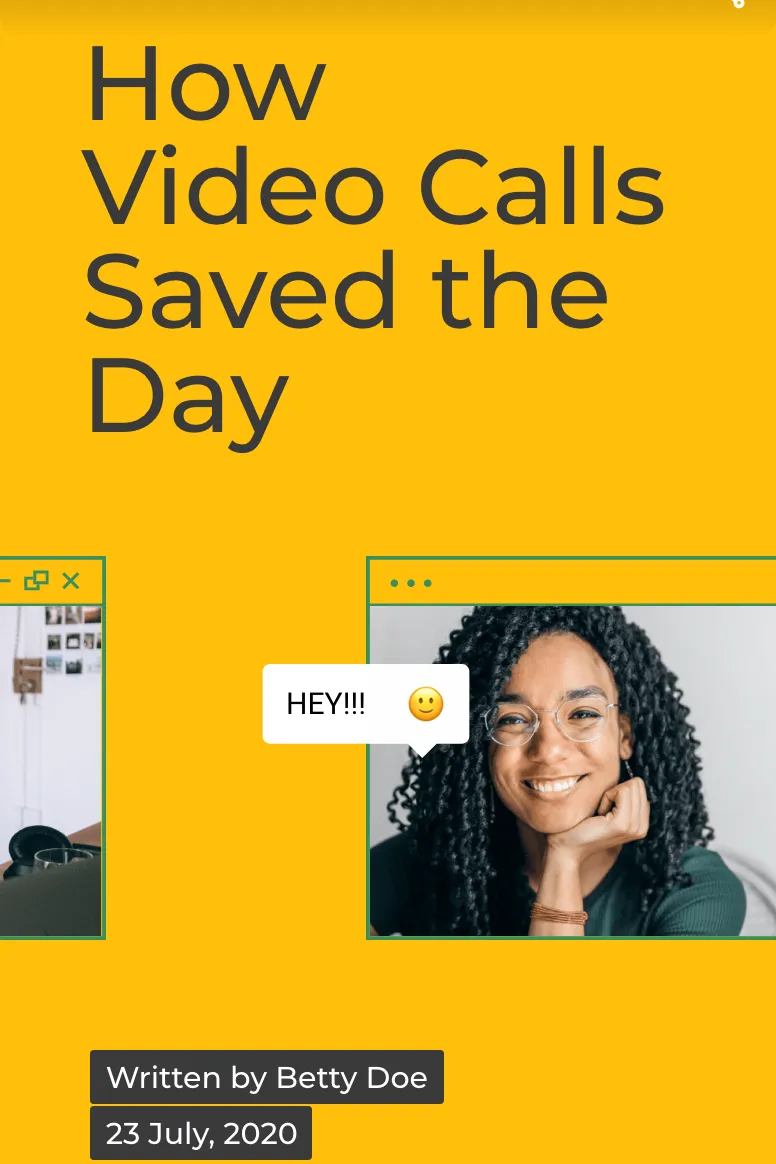 How
Video Calls
Saved the
Day
HEY!!! 🙂
Written by Betty Doe
23 July, 2020